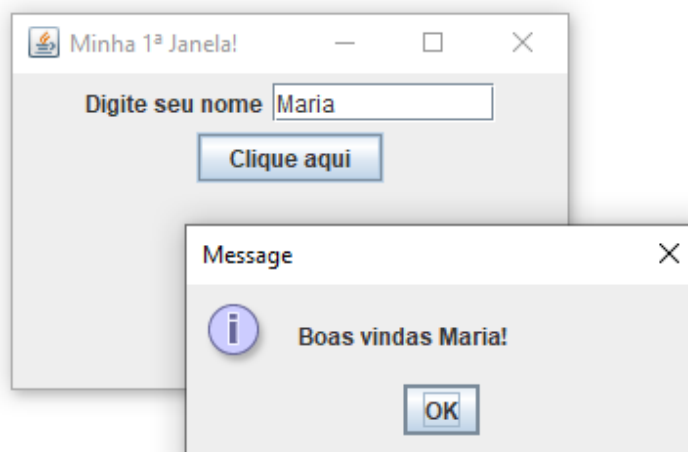 Minha 1ª Janela!
Digite seu nome Maria
Clique aqui
Message
Boas vindas Maria!
OK